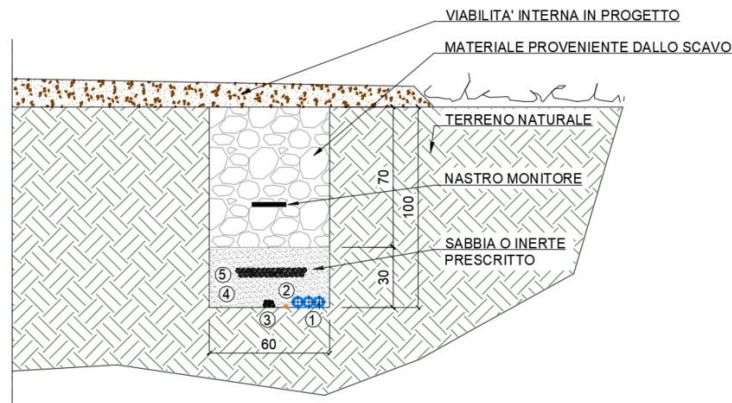 VIABILITA' INTERNA IN PROGETTO
MATERIALE PROVENIENTE DALLO SCAVO
TERRENO NATURALE
70
100
NASTRO MONITORE
SABBIA O INERTE
PRESCRITTO
30
5
4
2
3
1
60